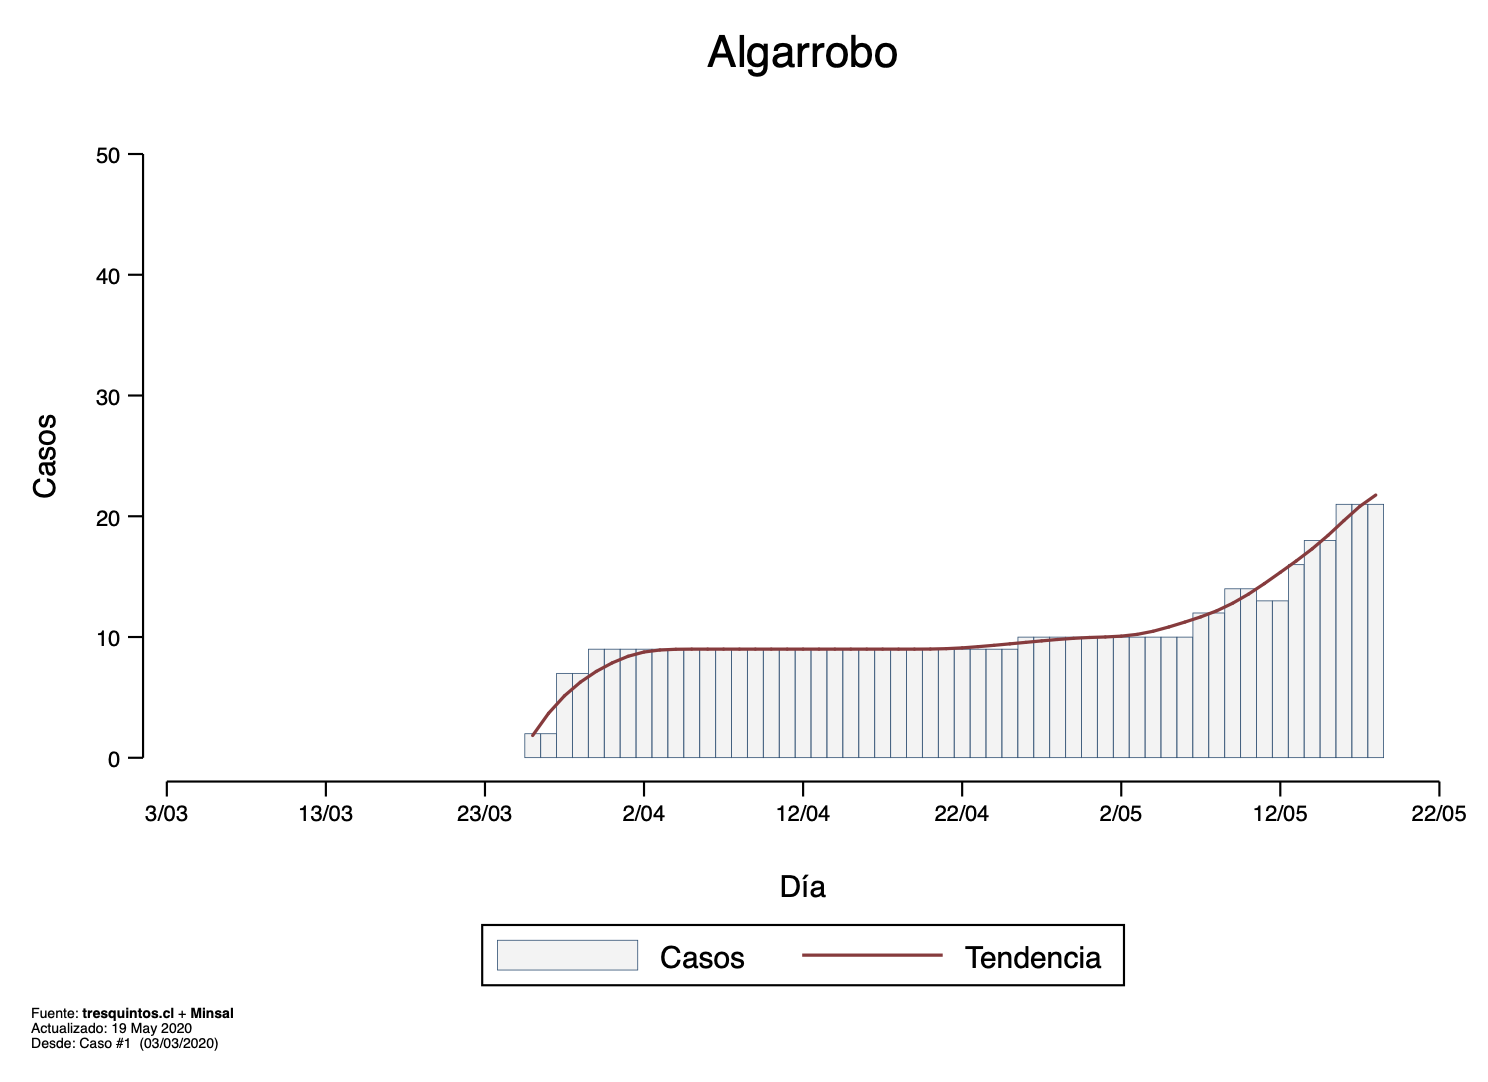 Algarrobo
50
40
30
20
10
0
Casos
3/03 13/03 23/03 2/04 12/04 22/04 2/05 12/05 22/05
Día
Casos Tendencia
Fuente: tresquintos.cl + Minsal
Actualizado: 19 May 2020
Desde: Caso #1 (03/03/2020)